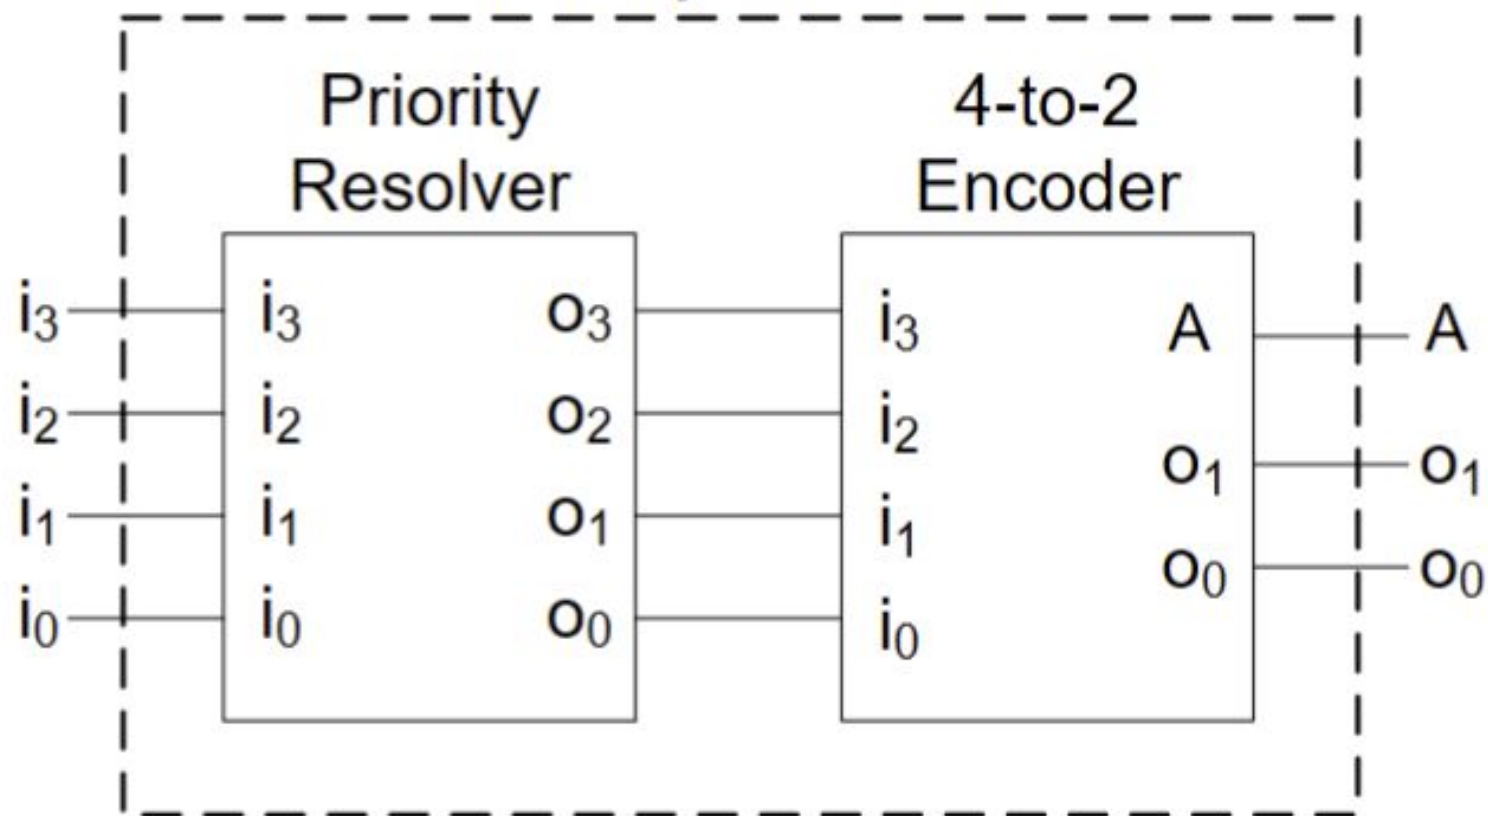 Priority
Resolver
4-to-2
Encoder
i₃ i₃ o₃ i₃ A A
i₂ i₂ o₂ i₂
i₁ i₁ o₁ i₁ o₁ o₁
i₀ i₀ o₀ i₀ o₀ o₀